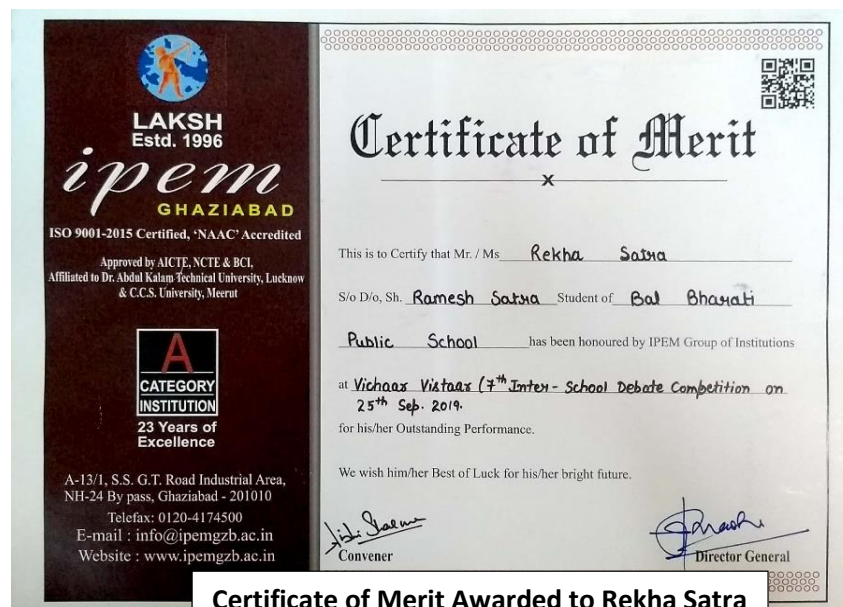 LAKSH
Estd. 1996
ipem
GHAZIABAD
ISO 9001-2015 Certified, 'NAAC' Accredited
Approved by AICTE, NCTE & BCI,
Affiliated to Dr. Abdul Kalam Technical University, Lucknow
& C.C.S. University, Meerut
A
CATEGORY
INSTITUTION
23 Years of
Excellence
A-13/1, S.S. G.T. Road Industrial Area,
NH-24 By pass, Ghaziabad - 201010
Telefax: 0120-4174500
E-mail : info@ipemgzb.ac.in
Website : www.ipemgzb.ac.in
Certificate of Merit
x
This is to Certify that Mr. / Ms Rekha Satra
S/o D/o, Sh. Ramesh Satra Student of Bal Bharati
Public School has been honoured by IPEM Group of Institutions
at Vichaar Vistaar (7th Inter - School Debate Competition on
25th Sep. 2019.
for his/her Outstanding Performance.
We wish him/her Best of Luck for his/her bright future.
Sharma
Convener
Director General
Certificate of Merit Awarded to Rekha Satra